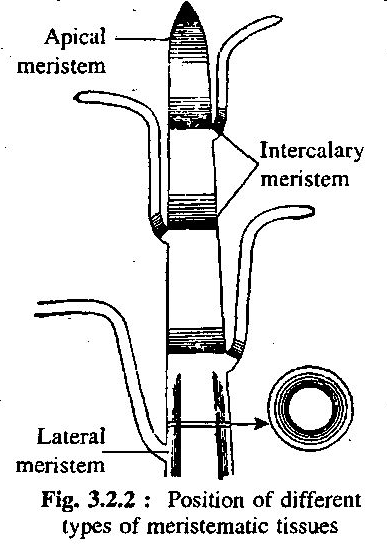 Apical
meristem
Intercalary
meristem
Lateral
meristem
Fig. 3.2.2 : Position of different
types of meristematic tissues